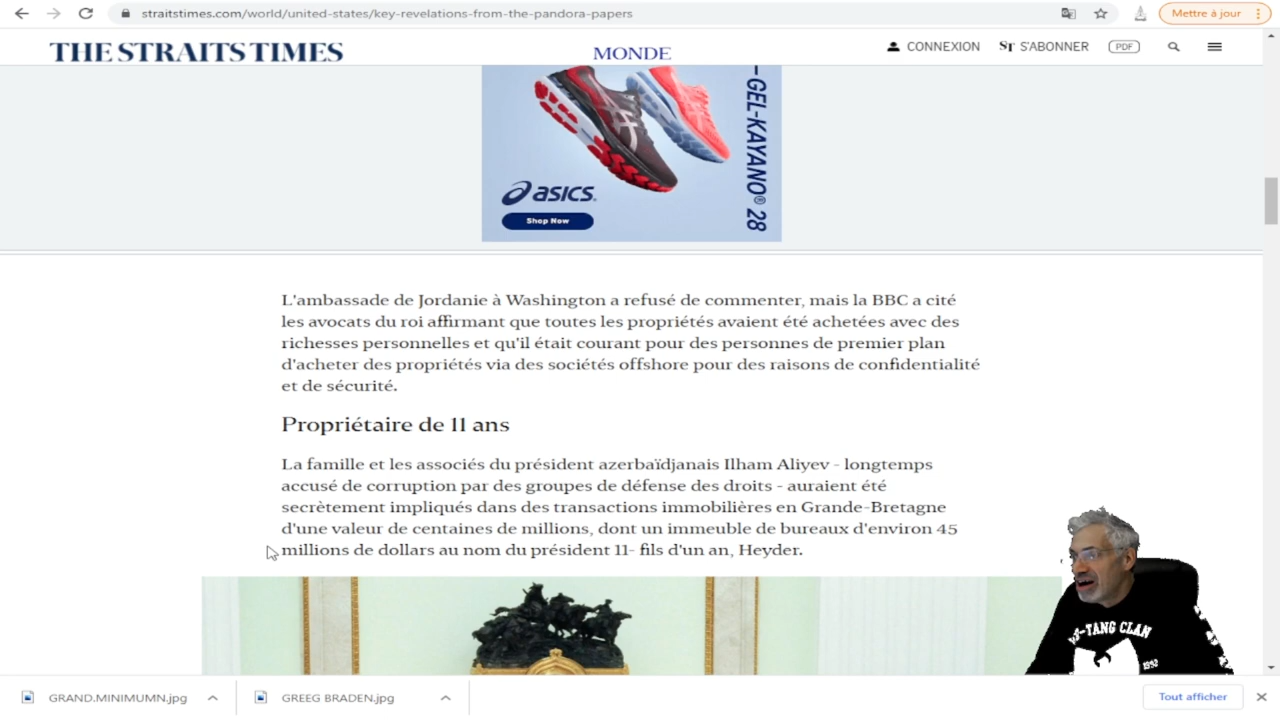 straitstimes.com/world/united-states/key-revelations-from-the-pandora-papers
Mettre à jour
THE STRAITS TIMES
MONDE
CONNEXION
ST S'ABONNER
PDF
-GEL-KAYANO® 28
asics
Shop Now
L'ambassade de Jordanie à Washington a refusé de commenter, mais la BBC a cité
les avocats du roi affirmant que toutes les propriétés avaient été achetées avec des
richesses personnelles et qu'il était courant pour des personnes de premier plan
d'acheter des propriétés via des sociétés offshore pour des raisons de confidentialité
et de sécurité.
Propriétaire de 11 ans
La famille et les associés du président azerbaïdjanais Ilham Aliyev - longtemps
accusé de corruption par des groupes de défense des droits - auraient été
secrètement impliqués dans des transactions immobilières en Grande-Bretagne
d'une valeur de centaines de millions, dont un immeuble de bureaux d'environ 45
millions de dollars au nom du président 11- fils d'un an, Heyder.
TANG CLAN
1992
GRAND.MINIMUMN.jpg
GREEG BRADEN.jpg
Tout afficher